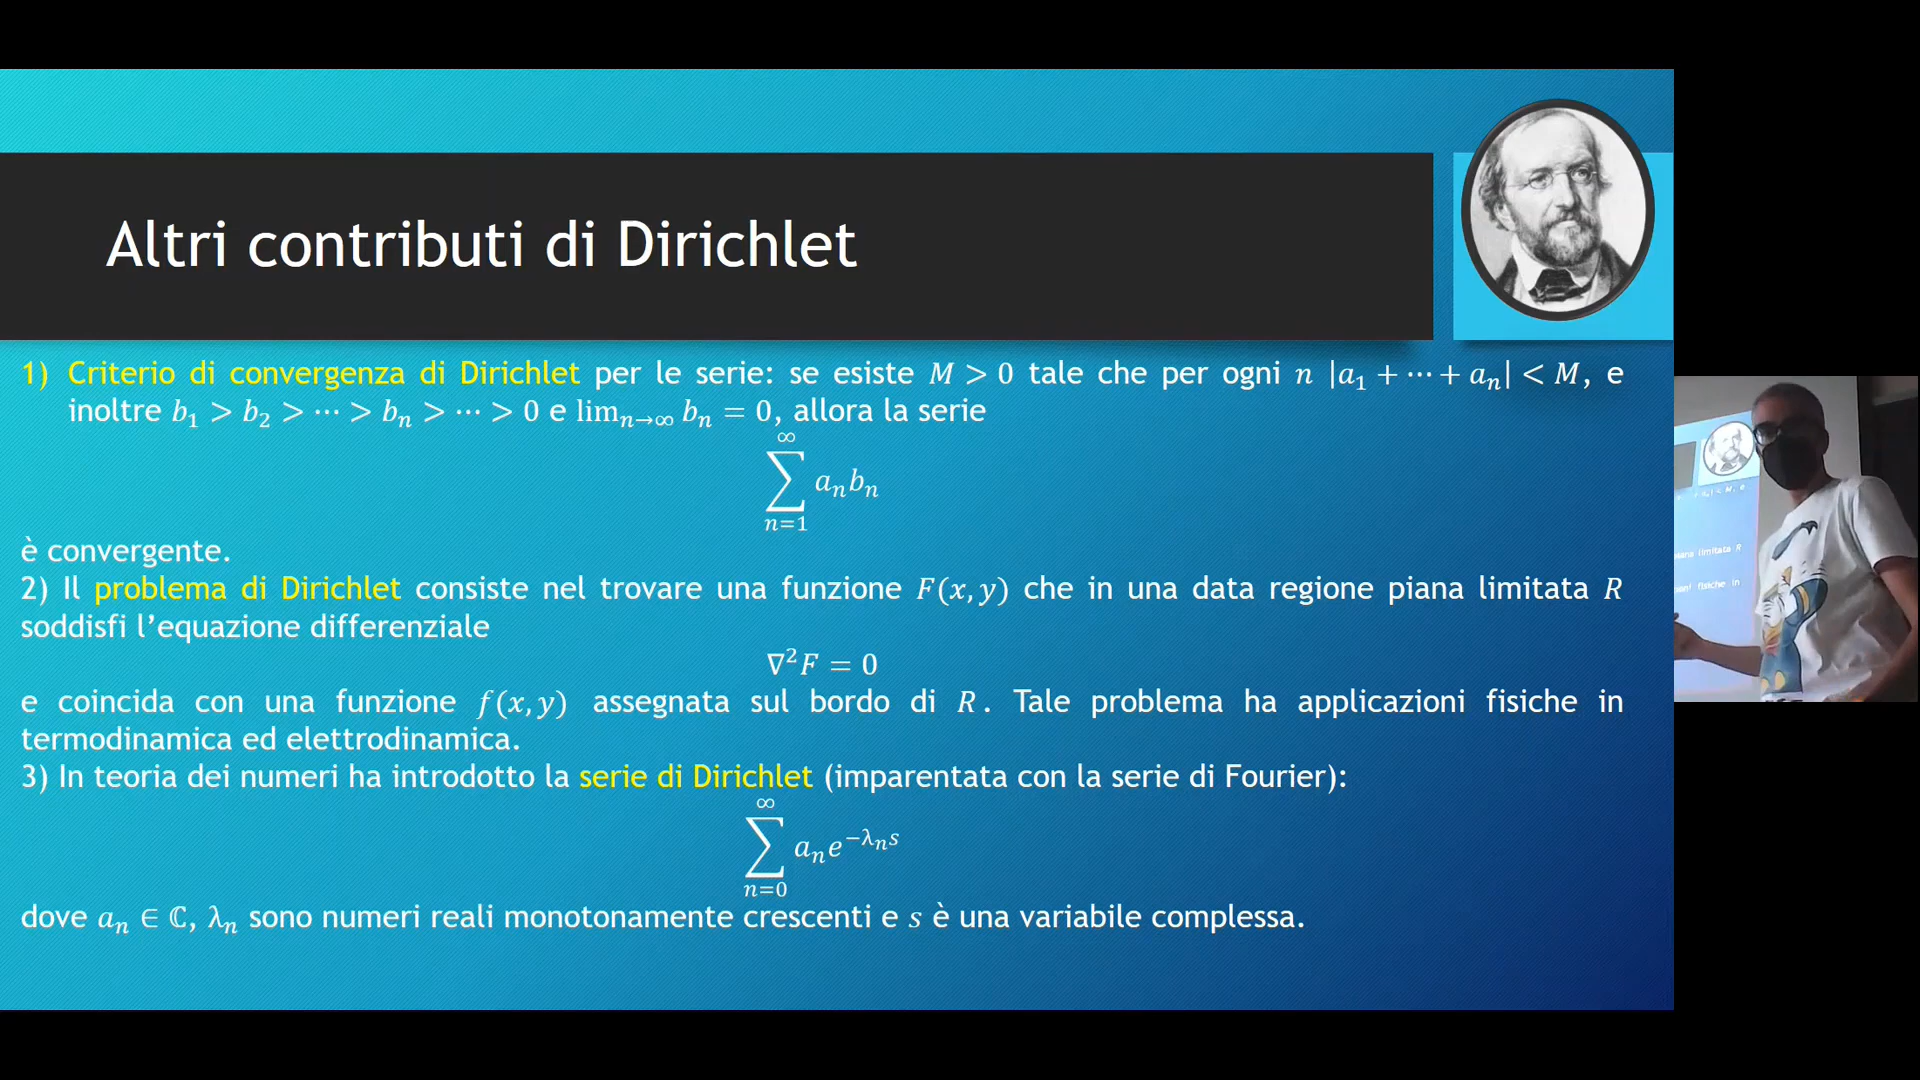 Altri contributi di Dirichlet
1) Criterio di convergenza di Dirichlet per le serie: se esiste M > 0 tale che per ogni n |a₁ + ⋯ + aₙ| < M, e
inoltre b₁ > b₂ > ⋯ > bₙ > ⋯ > 0 e limₙ→∞ bₙ = 0, allora la serie
∞
∑ aₙbₙ
n=1
è convergente.
2) Il problema di Dirichlet consiste nel trovare una funzione F(x, y) che in una data regione piana limitata R
soddisfi l’equazione differenziale
∇²F = 0
e coincida con una funzione f(x, y) assegnata sul bordo di R. Tale problema ha applicazioni fisiche in
termodinamica ed elettrodinamica.
3) In teoria dei numeri ha introdotto la serie di Dirichlet (imparentata con la serie di Fourier):
∞
∑ aₙe^(−λₙs)
n=0
dove aₙ ∈ ℂ, λₙ sono numeri reali monotonamente crescenti e s è una variabile complessa.
limitata R
fisiche in